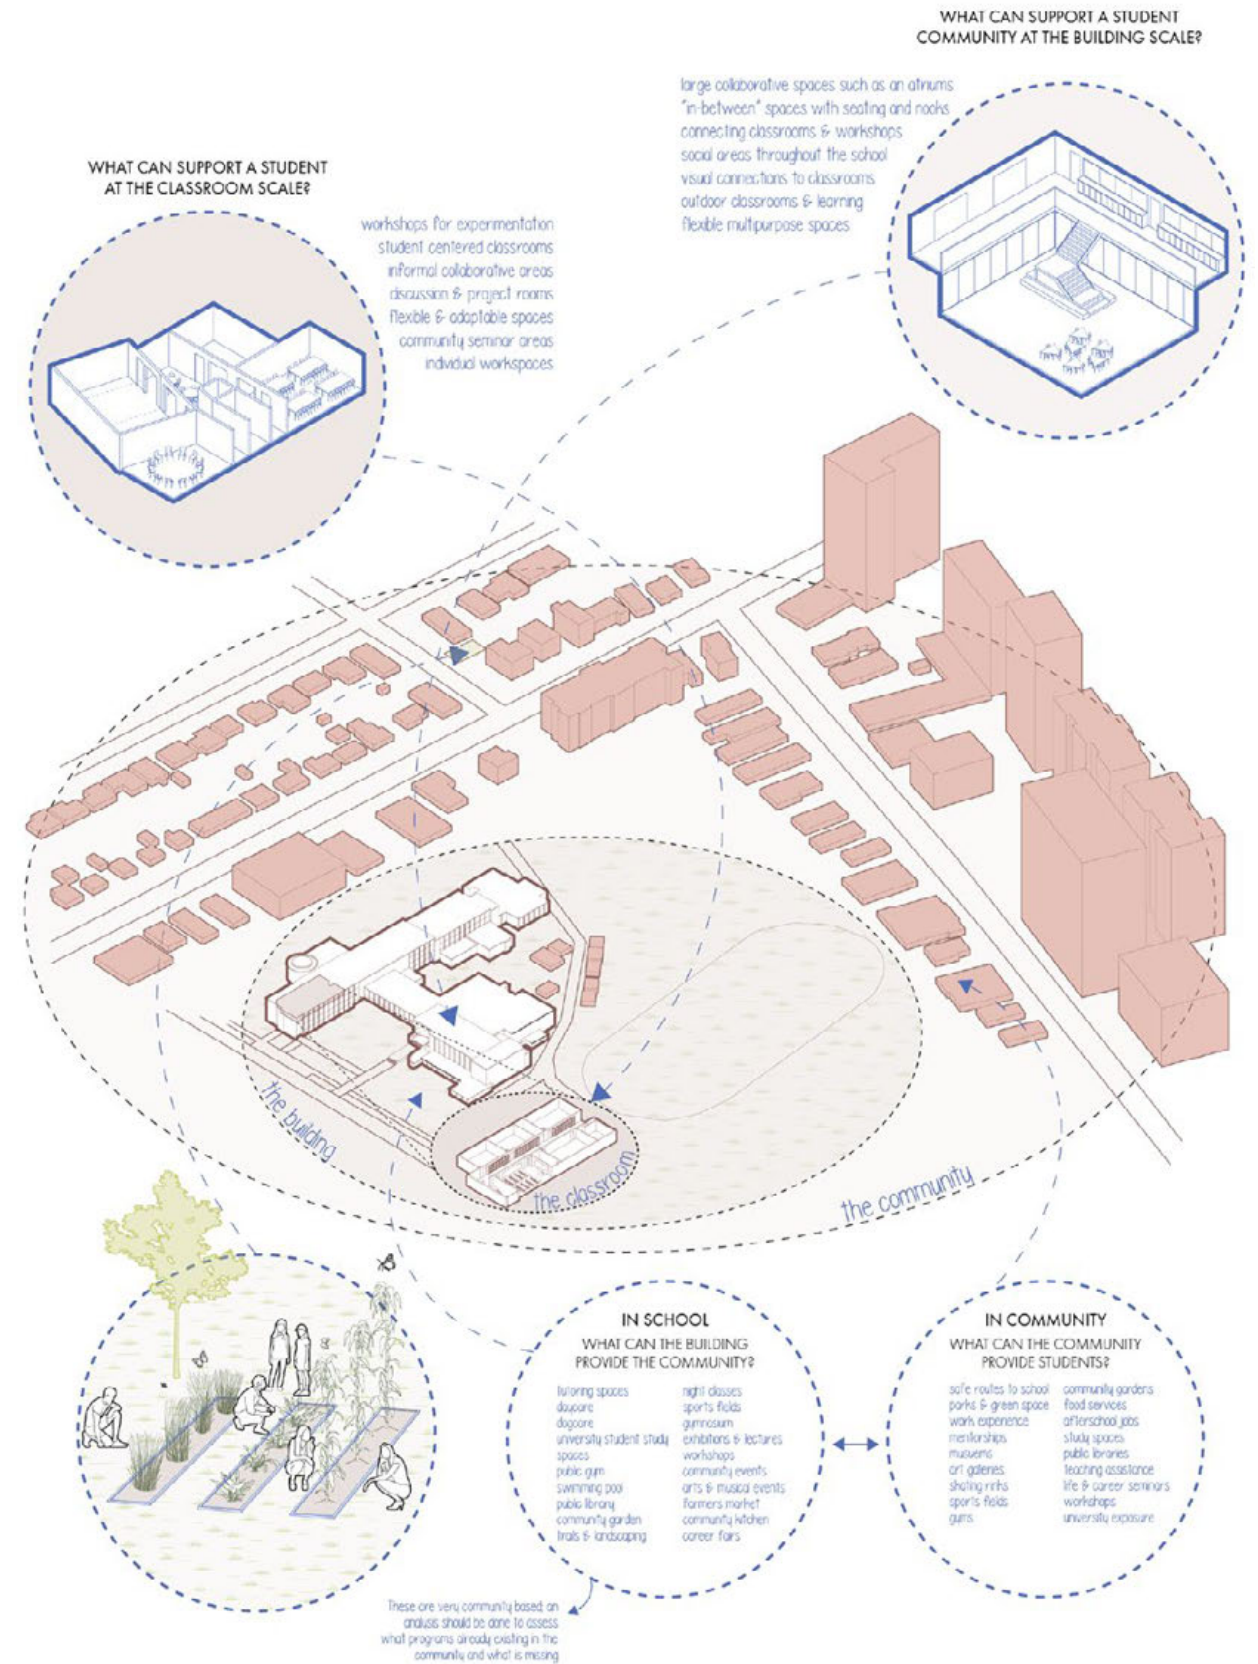 WHAT CAN SUPPORT A STUDENT
COMMUNITY AT THE BUILDING SCALE?
large collaborative spaces such as an atriums
"in-between" spaces with seating and nooks
connecting classrooms & workshops
social areas throughout the school
visual connections to classrooms
outdoor classrooms & learning
flexible multipurpose spaces
WHAT CAN SUPPORT A STUDENT
AT THE CLASSROOM SCALE?
workshops for experimentation
student centered classrooms
informal collaborative areas
discussion & project rooms
flexible & adaptable spaces
community seminar areas
individual workspaces
the building
the classroom
the community
IN SCHOOL
WHAT CAN THE BUILDING
PROVIDE THE COMMUNITY?
tutoring spaces
daycare
dogcare
university student study
spaces
public gym
swimming pool
public library
community garden
trails & landscaping
night classes
sports fields
gymnasium
exhibitions & lectures
workshops
community events
arts & musical events
farmers market
community kitchen
career fairs
IN COMMUNITY
WHAT CAN THE COMMUNITY
PROVIDE STUDENTS?
safe routes to school
parks & green space
work experience
mentorships
musuems
art galleries
skating rinks
sports fields
gyms
community gardens
food services
afterschool jobs
study spaces
public libraries
teaching assistance
life & career seminars
workshops
university exposure
These are very community based; an
analysis should be done to assess
what programs already existing in the
community and what is missing